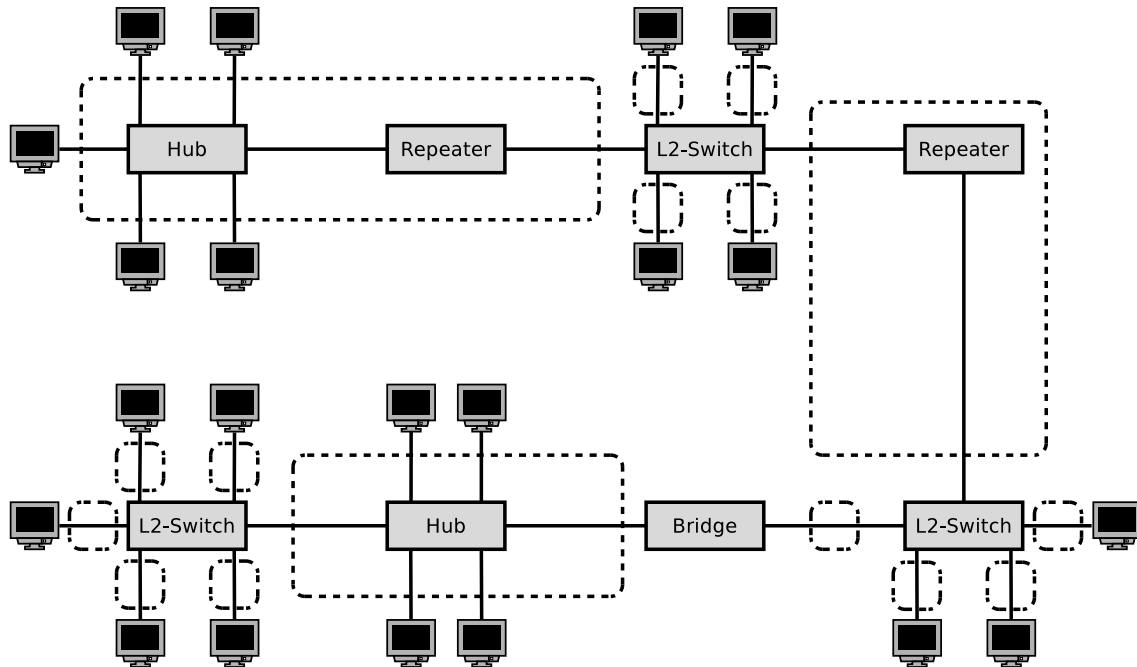 Hub
Repeater
L2-Switch
Repeater
L2-Switch
Hub
Bridge
L2-Switch